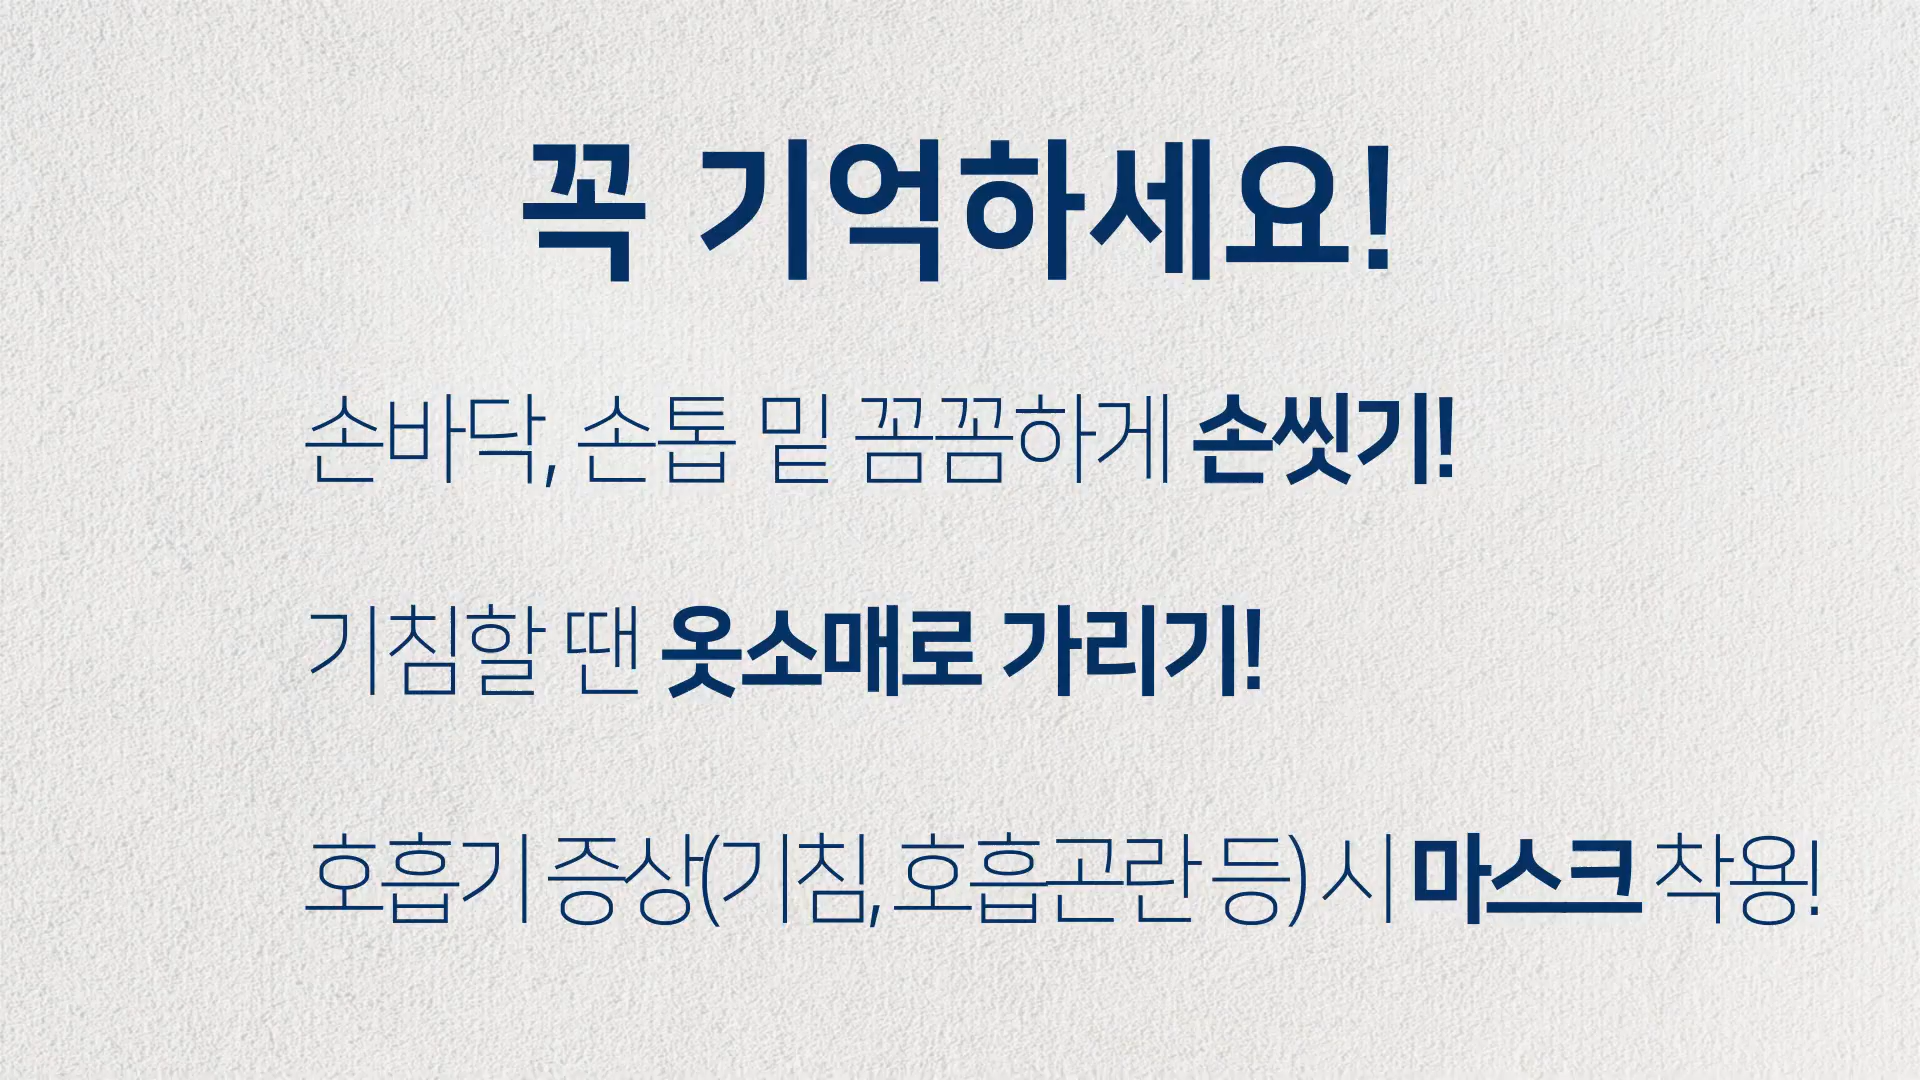 꼭 기억하세요!
손바닥, 손톱 밑 꼼꼼하게 손씻기!
기침할 땐 옷소매로 가리기!
호흡기 증상(기침, 호흡곤란 등) 시 마스크 착용!